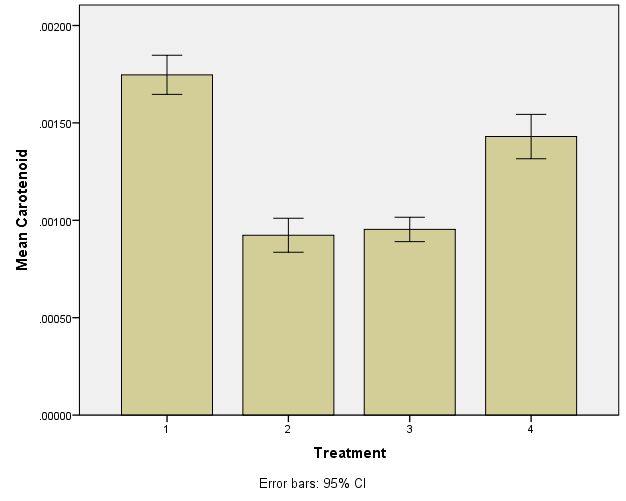 .00200
.00150
.00100
.00050
.00000
Mean Carotenoid
1 2 3 4
Treatment
Error bars: 95% CI